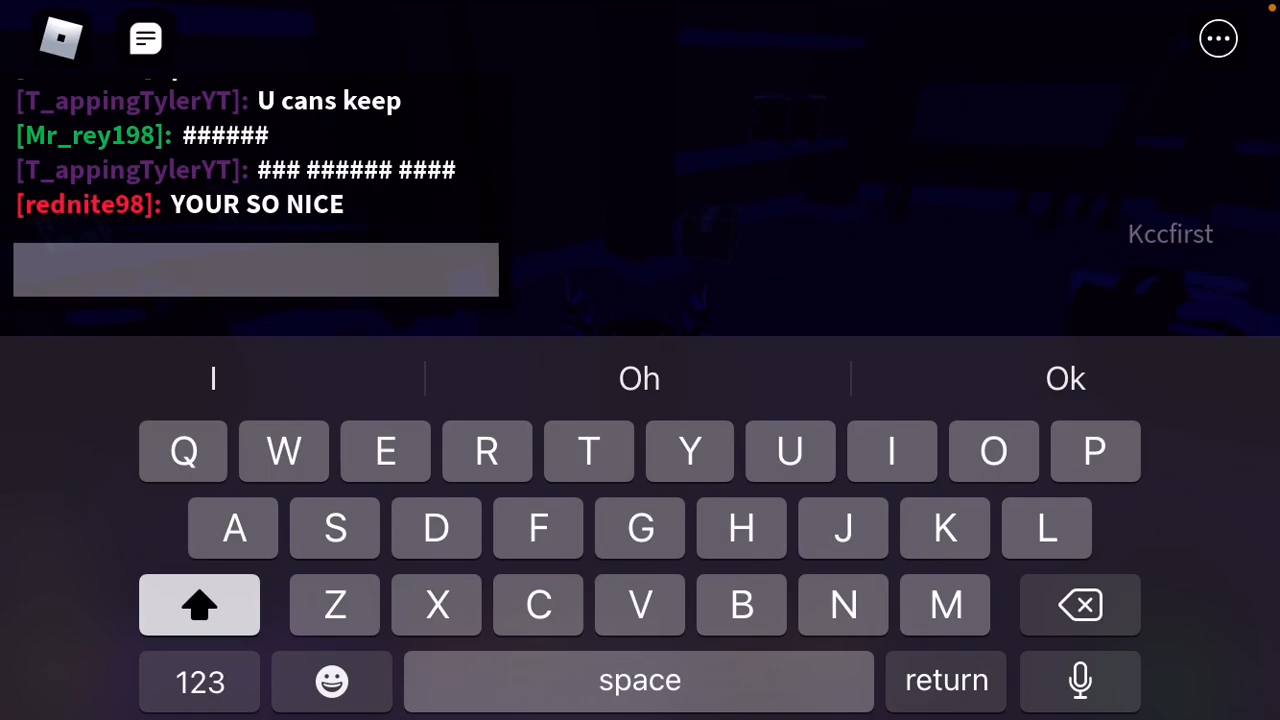 [T_appingTylerYT]: U cans keep
[Mr_rey198]: ######
[T_appingTylerYT]: ### ###### ####
[rednite98]: YOUR SO NICE
Kccfirst
I Oh Ok
Q W E R T Y U I O P
A S D F G H J K L
Z X C V B N M
123 space return